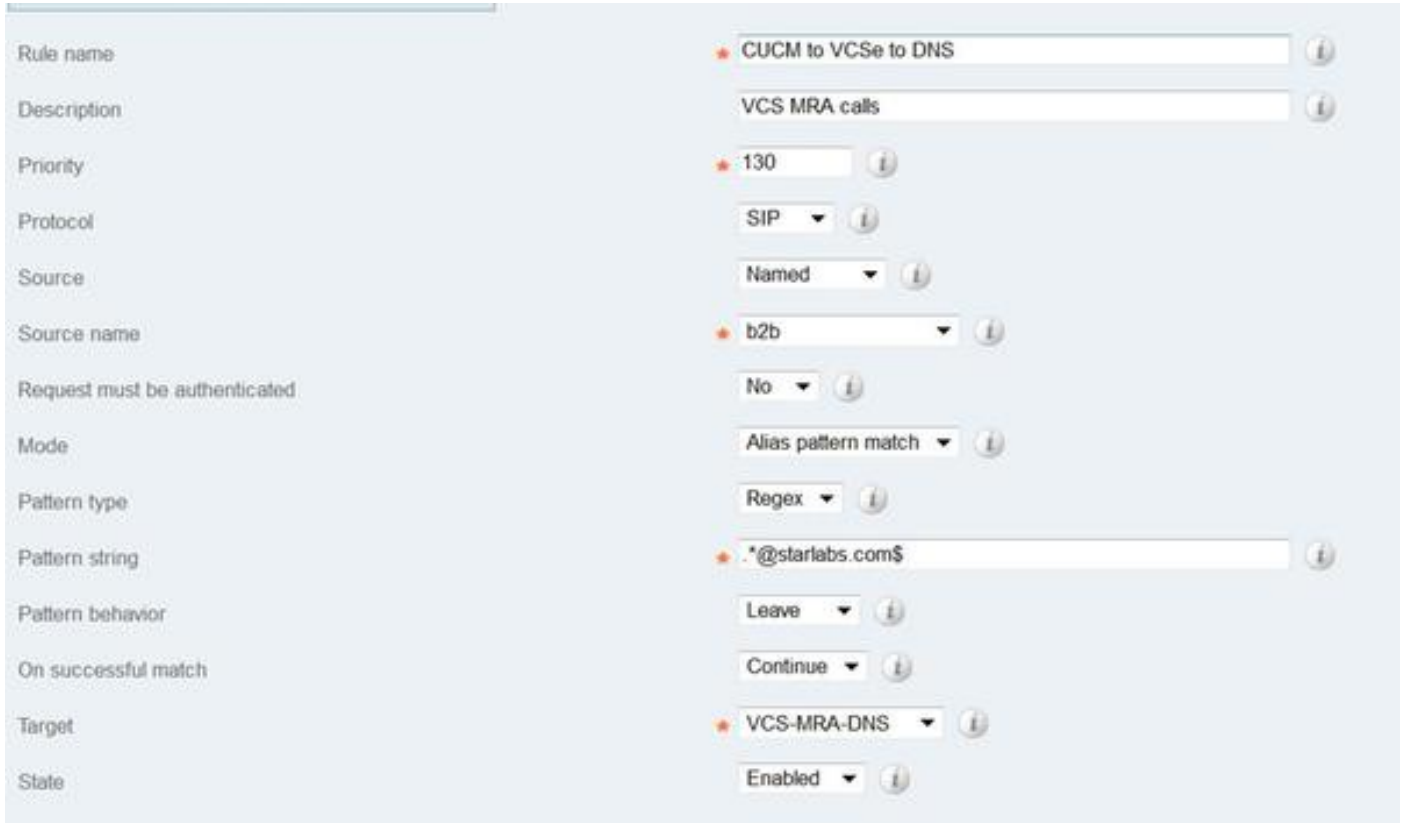 Rule name * CUCM to VCSe to DNS i
Description VCS MRA calls i
Priority * 130 i
Protocol SIP i
Source Named i
Source name * b2b i
Request must be authenticated No i
Mode Alias pattern match i
Pattern type Regex i
Pattern string * .*@starlabs.com$ i
Pattern behavior Leave i
On successful match Continue i
Target * VCS-MRA-DNS i
State Enabled i